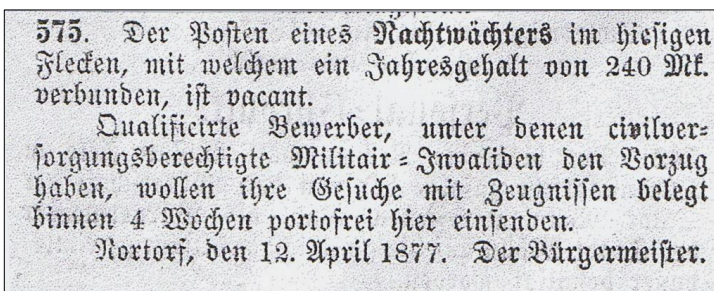 575. Der Posten eines Nachtwächters im hiesigen
Flecken, mit welchem ein Jahresgehalt von 240 Mk.
verbunden, ist vacant.
Qualificirte Bewerber, unter denen civilver-
sorgungsberechtigte Militair=Invaliden den Vorzug
haben, wollen ihre Gesuche mit Zeugnissen belegt
binnen 4 Wochen portofrei hier einsenden.
Nortorf, den 12. April 1877. Der Bürgermeister.